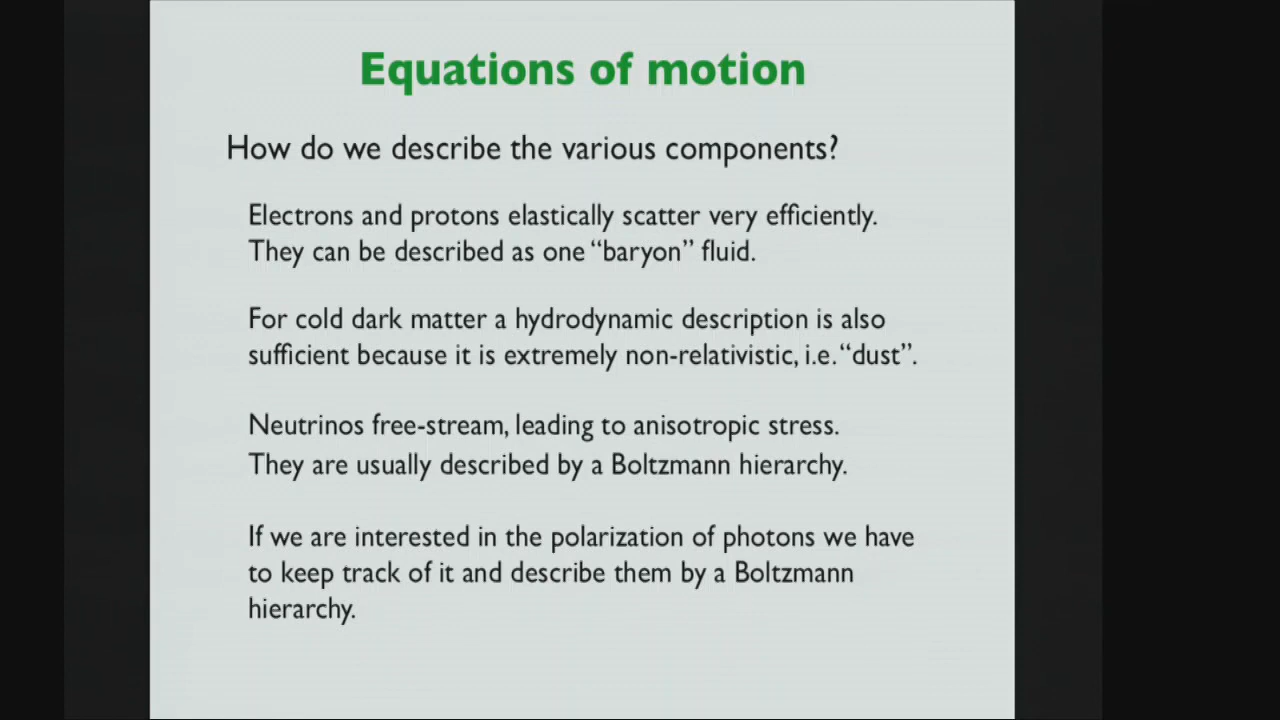 Equations of motion
How do we describe the various components?
Electrons and protons elastically scatter very efficiently.
They can be described as one “baryon” fluid.
For cold dark matter a hydrodynamic description is also
sufficient because it is extremely non-relativistic, i.e. “dust”.
Neutrinos free-stream, leading to anisotropic stress.
They are usually described by a Boltzmann hierarchy.
If we are interested in the polarization of photons we have
to keep track of it and describe them by a Boltzmann
hierarchy.